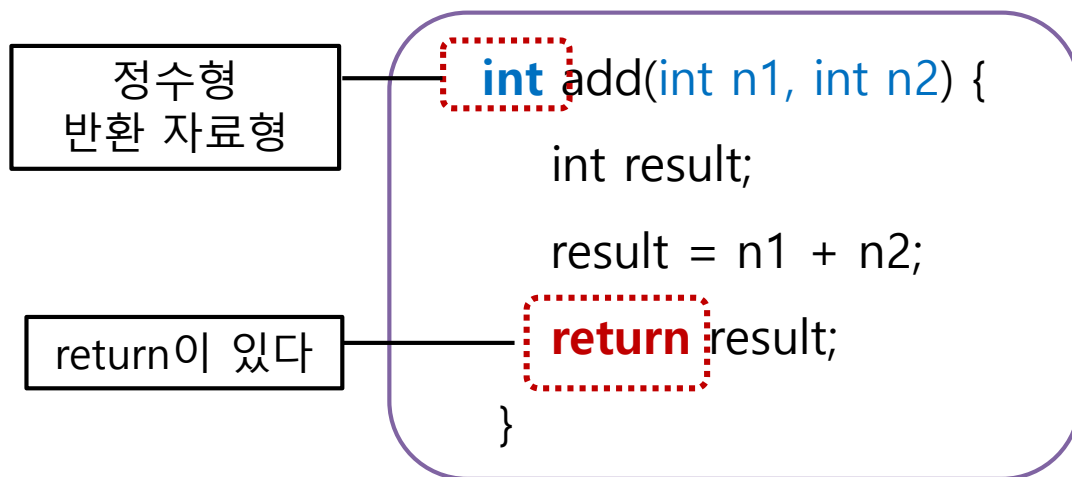 정수형
반환 자료형
int add(int n1, int n2) {
int result;
result = n1 + n2;
return이 있다
return result;
}